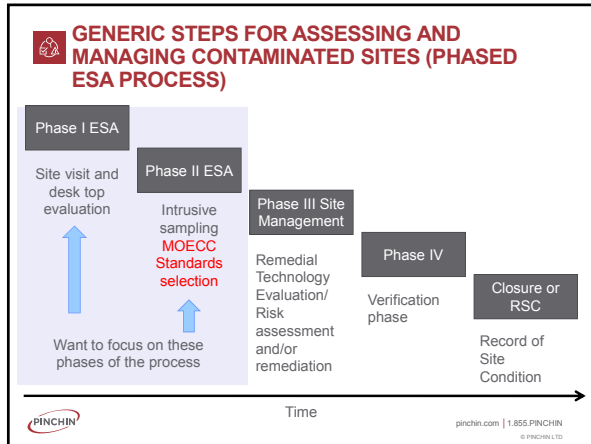 GENERIC STEPS FOR ASSESSING AND
MANAGING CONTAMINATED SITES (PHASED
ESA PROCESS)
Phase I ESA
Site visit and
desk top
evaluation
Phase II ESA
Intrusive
sampling
MOECC
Standards
selection
Want to focus on these
phases of the process
Phase III Site
Management
Remedial
Technology
Evaluation/
Risk
assessment
and/or
remediation
Phase IV
Verification
phase
Closure or
RSC
Record of
Site
Condition
Time
PINCHIN
pinchin.com | 1.855.PINCHIN
© PINCHIN LTD